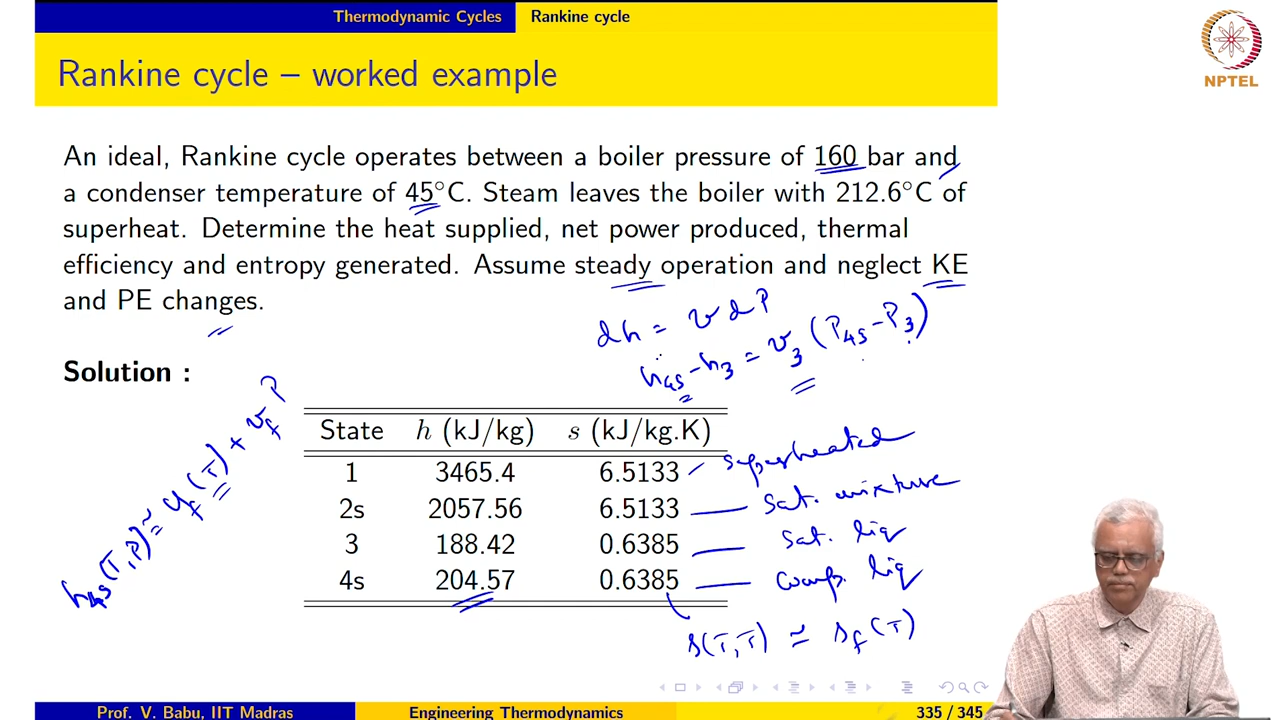 Thermodynamic Cycles Rankine cycle
Rankine cycle – worked example
NPTEL
An ideal, Rankine cycle operates between a boiler pressure of 160 bar and
a condenser temperature of 45°C. Steam leaves the boiler with 212.6°C of
superheat. Determine the heat supplied, net power produced, thermal
efficiency and entropy generated. Assume steady operation and neglect KE
and PE changes.
dh = v dP
h4s - h3 = v3 (P4s - P3)
Solution :
h4s (T,P) ≅ uf (T) + vf P
State h (kJ/kg) s (kJ/kg.K)
1 3465.4 6.5133 superheated
2s 2057.56 6.5133 sat. mixture
3 188.42 0.6385 sat. liq
4s 204.57 0.6385 comp. liq
s(T,T) ≅ sf (T)
Prof. V. Babu, IIT Madras Engineering Thermodynamics 335 / 345